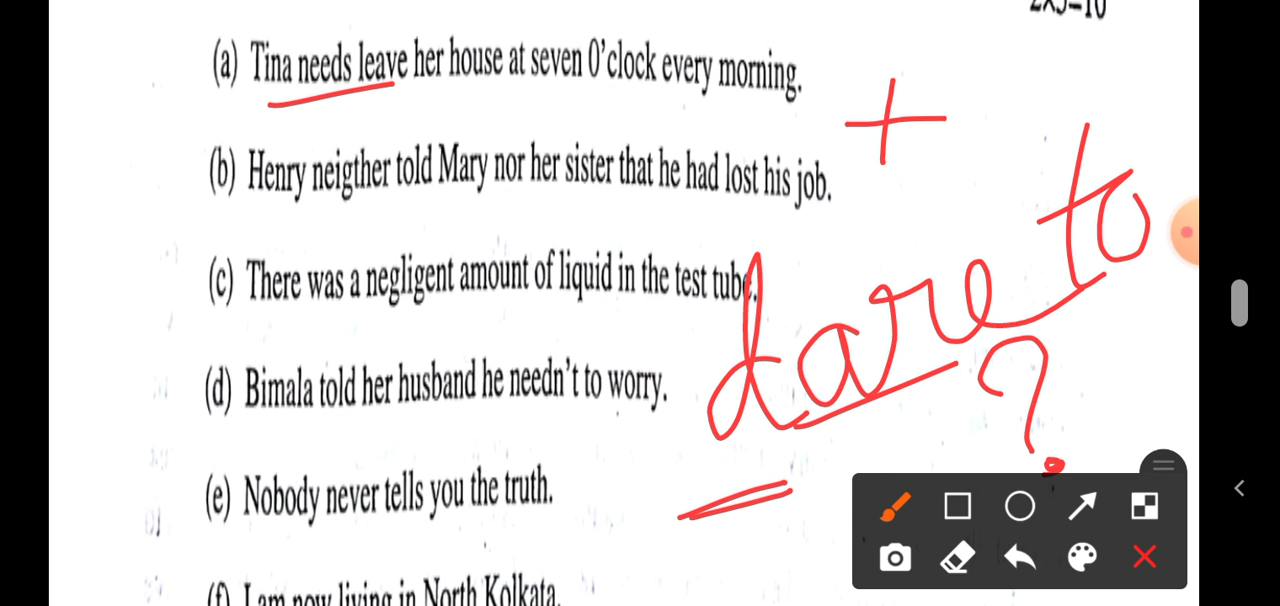 2x5=10
(a) Tina needs leave her house at seven O'clock every morning.
(b) Henry neigther told Mary nor her sister that he had lost his job.
(c) There was a negligent amount of liquid in the test tube.
(d) Bimala told her husband he needn't to worry.
(e) Nobody never tells you the truth.
(f) I am now living in North Kolkata.
+
dare to
?